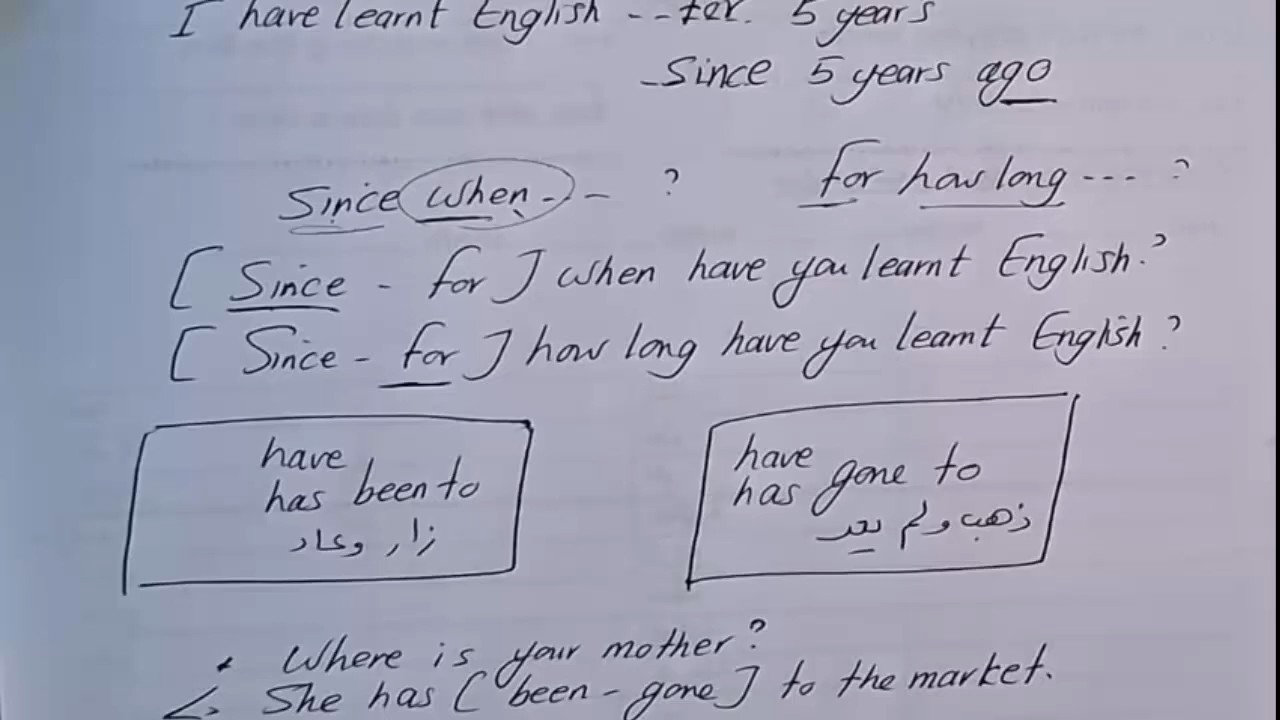 I have learnt English -- for. 5 years
- Since 5 years ago
Since when - - ?
for how long --- ?
[ Since - for ] when have you learnt English.?
[ Since - for ] how long have you learnt English ?
have
has been to
زار وعاد
have
has gone to
ذهب ولم يعد
• Where is your mother?
She has [ been - gone ] to the market.